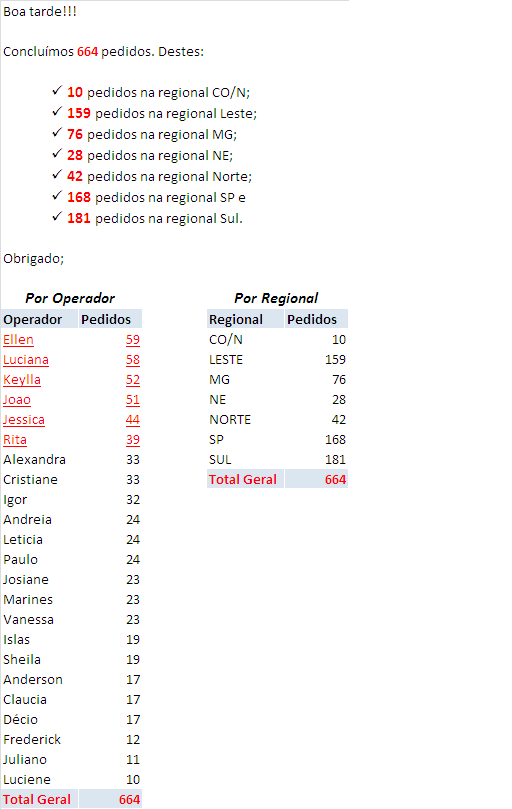 Boa tarde!!!
Concluímos 664 pedidos. Destes:
✓ 10 pedidos na regional CO/N;
✓ 159 pedidos na regional Leste;
✓ 76 pedidos na regional MG;
✓ 28 pedidos na regional NE;
✓ 42 pedidos na regional Norte;
✓ 168 pedidos na regional SP e
✓ 181 pedidos na regional Sul.
Obrigado;
Por Operador
Operador Pedidos
Ellen 59
Luciana 58
Keylla 52
Joao 51
Jessica 44
Rita 39
Alexandra 33
Cristiane 33
Igor 32
Andreia 24
Leticia 24
Paulo 24
Josiane 23
Marines 23
Vanessa 23
Islas 19
Sheila 19
Anderson 17
Claucia 17
Décio 17
Frederick 12
Juliano 11
Luciene 10
Total Geral 664
Por Regional
Regional Pedidos
CO/N 10
LESTE 159
MG 76
NE 28
NORTE 42
SP 168
SUL 181
Total Geral 664